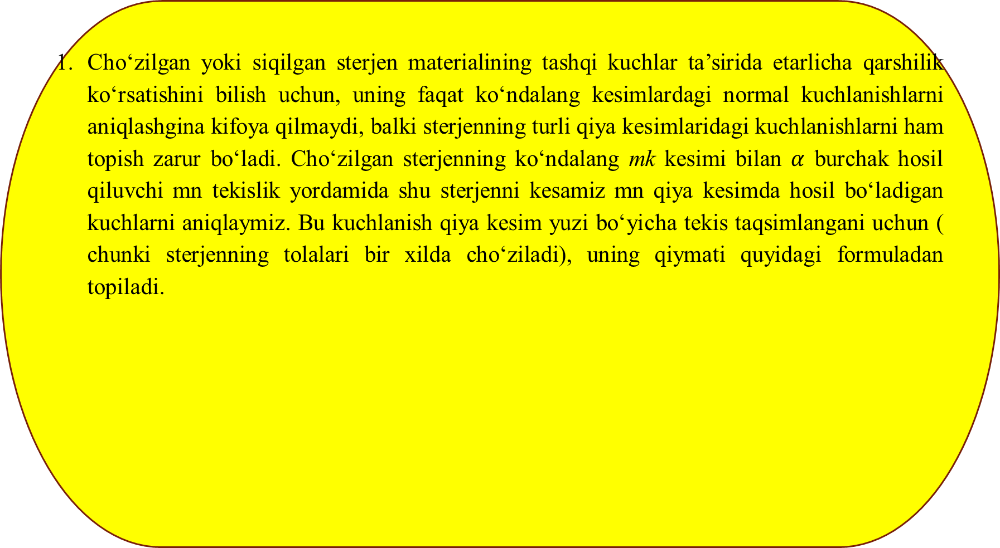 1. Cho‘zilgan yoki siqilgan sterjen materialining tashqi kuchlar ta’sirida etarlicha qarshilik
ko‘rsatishini bilish uchun, uning faqat ko‘ndalang kesimlardagi normal kuchlanishlarni
aniqlashgina kifoya qilmaydi, balki sterjenning turli qiya kesimlaridagi kuchlanishlarni ham
topish zarur bo‘ladi. Cho‘zilgan sterjenning ko‘ndalang mk kesimi bilan α burchak hosil
qiluvchi mn tekislik yordamida shu sterjenni kesamiz mn qiya kesimda hosil bo‘ladigan
kuchlarni aniqlaymiz. Bu kuchlanish qiya kesim yuzi bo‘yicha tekis taqsimlangani uchun (
chunki sterjenning tolalari bir xilda cho‘ziladi), uning qiymati quyidagi formuladan
topiladi.